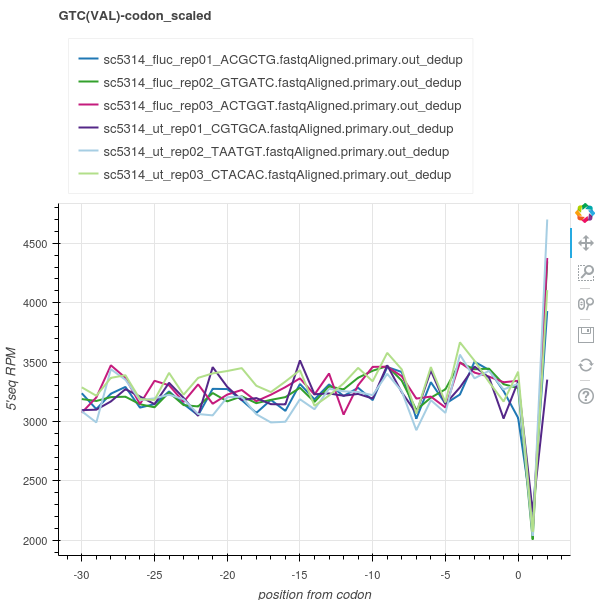 GTC(VAL)-codon_scaled
sc5314_fluc_rep01_ACGCTG.fastqAligned.primary.out_dedup
sc5314_fluc_rep02_GTGATC.fastqAligned.primary.out_dedup
sc5314_fluc_rep03_ACTGGT.fastqAligned.primary.out_dedup
sc5314_ut_rep01_CGTGCA.fastqAligned.primary.out_dedup
sc5314_ut_rep02_TAATGT.fastqAligned.primary.out_dedup
sc5314_ut_rep03_CTACAC.fastqAligned.primary.out_dedup
4500
4000
3500
3000
2500
2000
5'seq RPM
-30 -25 -20 -15 -10 -5 0
position from codon